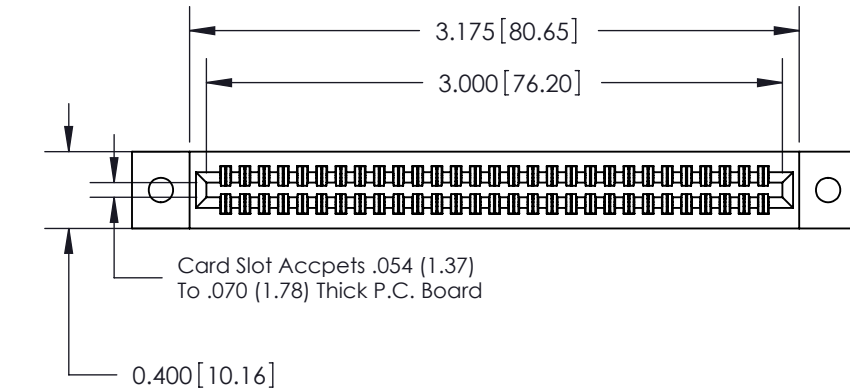 3.175[80.65]
3.000[76.20]
Card Slot Accpets .054 (1.37)
To .070 (1.78) Thick P.C. Board
0.400[10.16]